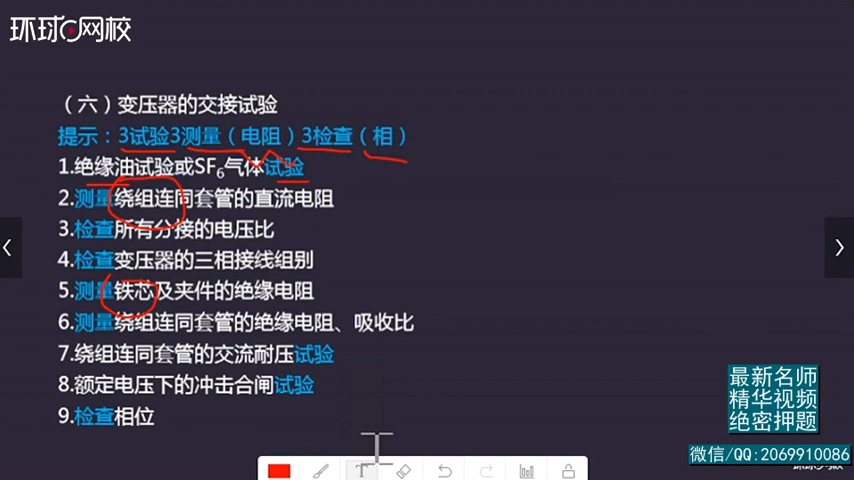 环球网校
（六）变压器的交接试验
提示：3试验3测量（电阻）3检查（相）
1.绝缘油试验或SF₆气体试验
2.测量绕组连同套管的直流电阻
3.检查所有分接的电压比
4.检查变压器的三相接线组别
5.测量铁芯及夹件的绝缘电阻
6.测量绕组连同套管的绝缘电阻、吸收比
7.绕组连同套管的交流耐压试验
8.额定电压下的冲击合闸试验
9.检查相位
最新名师
精华视频
绝密押题
微信/QQ:2069910086
T